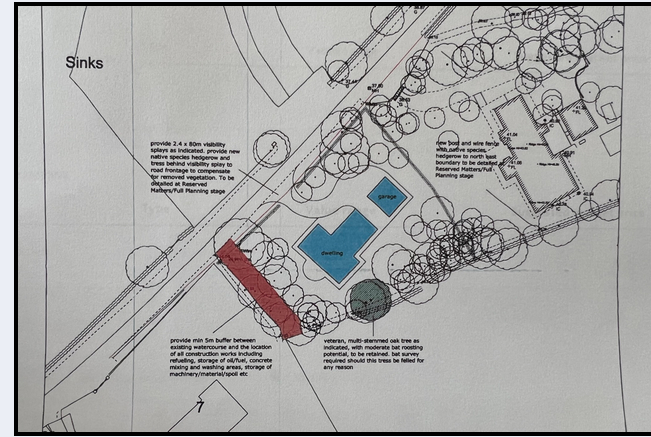 Sinks
provide 2.4 x 80m visibility
splays as indicated. provide new
native species hedgerow and
tress behind visibility splay to
road frontage to compensate
for removed vegetation. To be
detailed at Reserved
Matters/Full Planning stage
new post and wire fence
with native species
hedgerow to north east
boundary to be detailed at
Reserved Matters/Full
Planning stage
garage
dwelling
provide min 5m buffer between
existing watercourse and the location
of all construction works including
refueling, storage of oil/fuel, concrete
mixing and washing areas, storage of
machinery/material/spoil etc
veteran, multi-stemmed oak tree as
indicated, with moderate bat roosting
potential, to be retained. bat survey
required should this tress be felled for
any reason
7